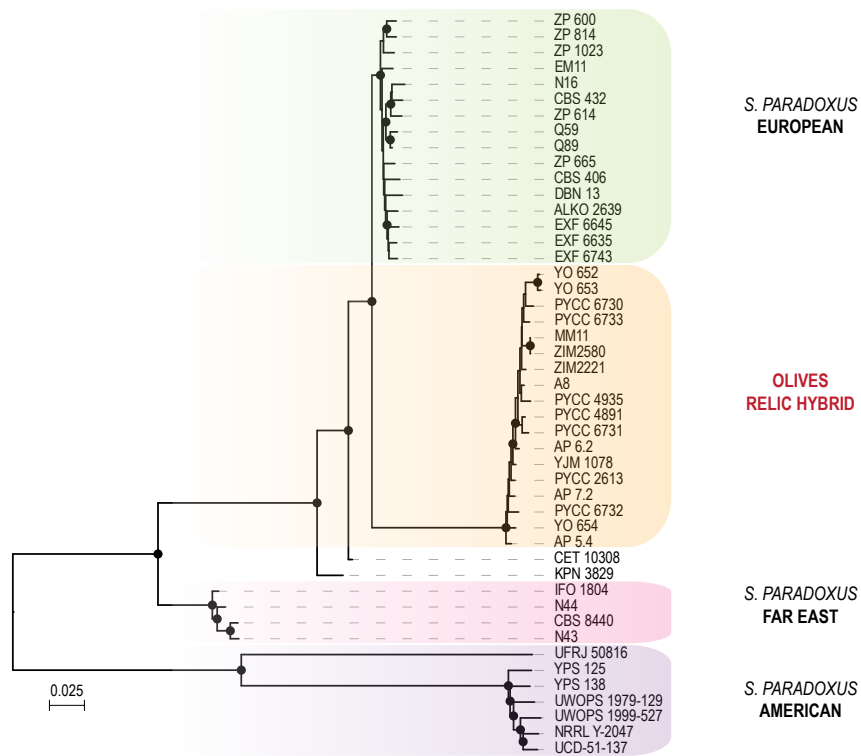 ZP 600
ZP 814
ZP 1023
EM11
N16
CBS 432
ZP 614
Q59
Q89
ZP 665
CBS 406
DBN 13
ALKO 2639
EXF 6645
EXF 6635
EXF 6743
S. PARADOXUS
EUROPEAN
YO 652
YO 653
PYCC 6730
PYCC 6733
MM11
ZIM2580
ZIM2221
A8
PYCC 4935
PYCC 4891
PYCC 6731
AP 6.2
YJM 1078
PYCC 2613
AP 7.2
PYCC 6732
YO 654
AP 5.4
OLIVES
RELIC HYBRID
CET 10308
KPN 3829
IFO 1804
N44
CBS 8440
N43
S. PARADOXUS
FAR EAST
UFRJ 50816
YPS 125
YPS 138
UWOPS 1979-129
UWOPS 1999-527
NRRL Y-2047
UCD-51-137
S. PARADOXUS
AMERICAN
0.025